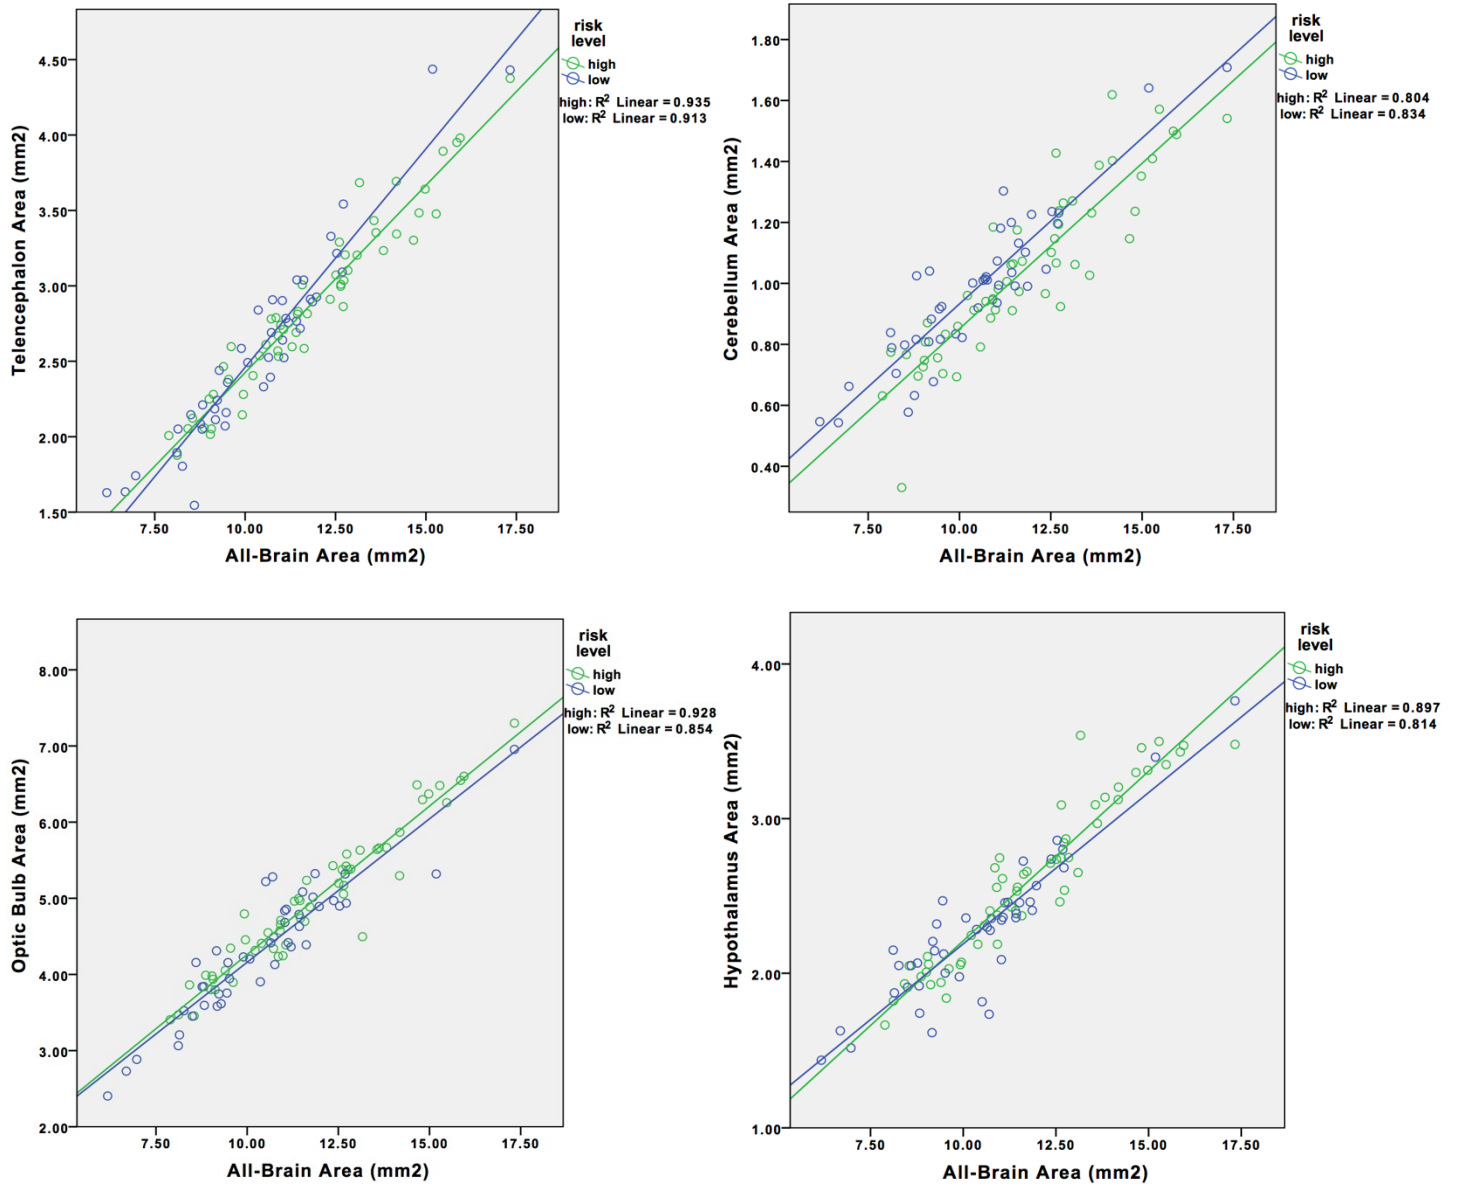 risk
level
high
low
high: R² Linear = 0.935
low: R² Linear = 0.913
Telencephalon Area (mm2)
4.50
4.00
3.50
3.00
2.50
2.00
1.50
7.50 10.00 12.50 15.00 17.50
All-Brain Area (mm2)
risk
level
high
low
high: R² Linear = 0.804
low: R² Linear = 0.834
Cerebellum Area (mm2)
1.80
1.60
1.40
1.20
1.00
0.80
0.60
0.40
7.50 10.00 12.50 15.00 17.50
All-Brain Area (mm2)
risk
level
high
low
high: R² Linear = 0.928
low: R² Linear = 0.854
Optic Bulb Area (mm2)
8.00
7.00
6.00
5.00
4.00
3.00
2.00
7.50 10.00 12.50 15.00 17.50
All-Brain Area (mm2)
risk
level
high
low
high: R² Linear = 0.897
low: R² Linear = 0.814
Hypothalamus Area (mm2)
4.00
3.00
2.00
1.00
7.50 10.00 12.50 15.00 17.50
All-Brain Area (mm2)